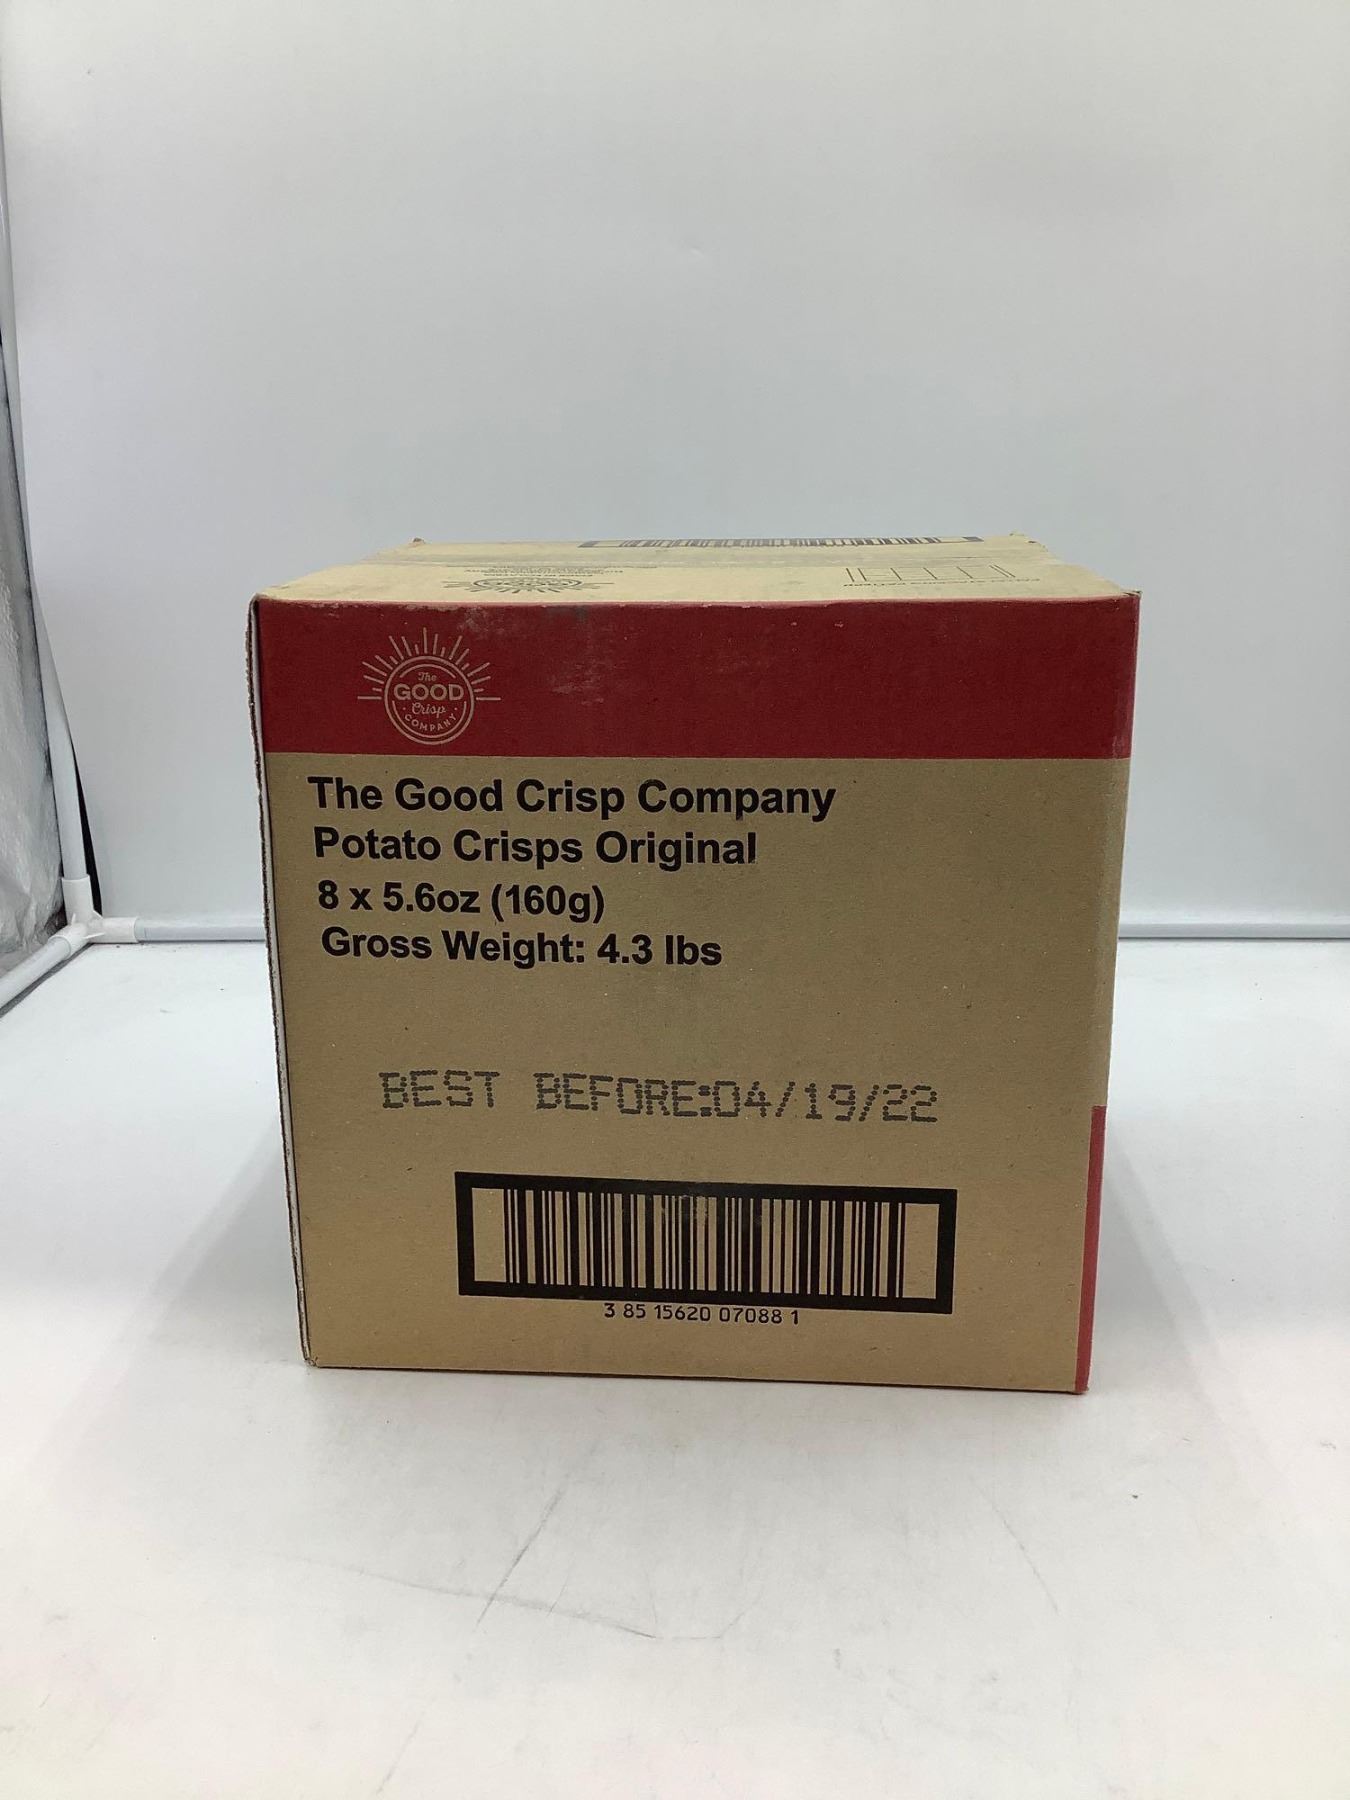 The
GOOD
Crisp
COMPANY
The Good Crisp Company
Potato Crisps Original
8 x 5.6oz (160g)
Gross Weight: 4.3 lbs
BEST BEFORE:04/19/22
3 85 15620 07088 1